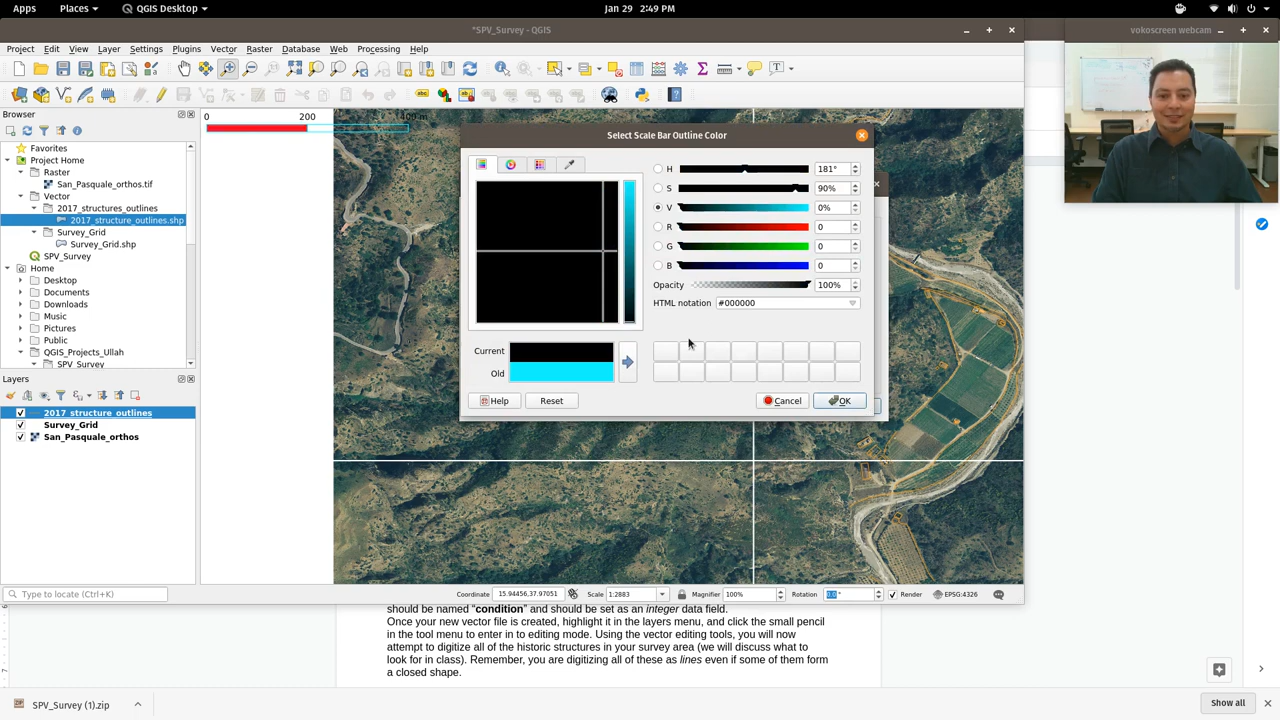 Apps Places QGIS Desktop Jan 29 2:49 PM
*SPV_Survey - QGIS
vokoscreen webcam
Project Edit View Layer Settings Plugins Vector Raster Database Web Processing Help
Browser
Favorites
Project Home
Raster
San_Pasquale_orthos.tif
Vector
2017_structures_outlines
2017_structure_outlines.shp
Survey_Grid
Survey_Grid.shp
SPV_Survey
Home
Desktop
Documents
Downloads
Music
Pictures
Public
QGIS_Projects_Ullah
SPV_Survey
Layers
2017_structure_outlines
Survey_Grid
San_Pasquale_orthos
0 200 400 m
Select Scale Bar Outline Color
H 181°
S 90%
V 0%
R 0
G 0
B 0
Opacity 100%
HTML notation #000000
Current
Old
Help Reset Cancel OK
Type to locate (Ctrl+K) Coordinate 15.94456,37.97051 Scale 1:2883 Magnifier 100% Rotation 0.0 ° Render EPSG:4326
should be named “condition” and should be set as an integer data field.
Once your new vector file is created, highlight it in the layers menu, and click the small pencil
in the tool menu to enter in to editing mode. Using the vector editing tools, you will now
attempt to digitize all of the historic structures in your survey area (we will discuss what to
look for in class). Remember, you are digitizing all of these as lines even if some of them form
a closed shape.
SPV_Survey (1).zip
Show all